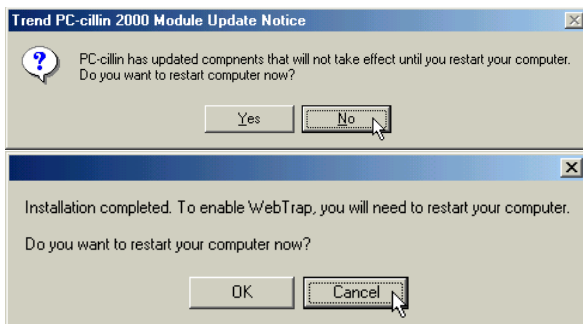 Trend PC-cillin 2000 Module Update Notice
PC-cillin has updated compnents that will not take effect until you restart your computer.
Do you want to restart computer now?
Yes
No
Installation completed. To enable WebTrap, you will need to restart your computer.
Do you want to restart your computer now?
OK
Cancel